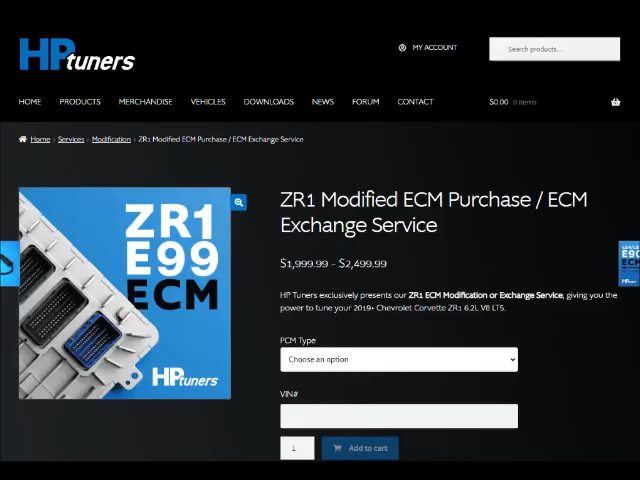 HPtuners
MY ACCOUNT
Search products…
HOME PRODUCTS MERCHANDISE VEHICLES DOWNLOADS NEWS FORUM CONTACT $0.00 0 items
Home › Services › Modification › ZR1 Modified ECM Purchase / ECM Exchange Service
ZR1
E99
ECM
HPtuners
ZR1 Modified ECM Purchase / ECM
Exchange Service
$1,999.99 – $2,499.99
HP Tuners exclusively presents our ZR1 ECM Modification or Exchange Service, giving you the
power to tune your 2019+ Chevrolet Corvette ZR1 6.2L V8 LT5.
PCM Type
Choose an option
VIN#
1 Add to cart
ECM